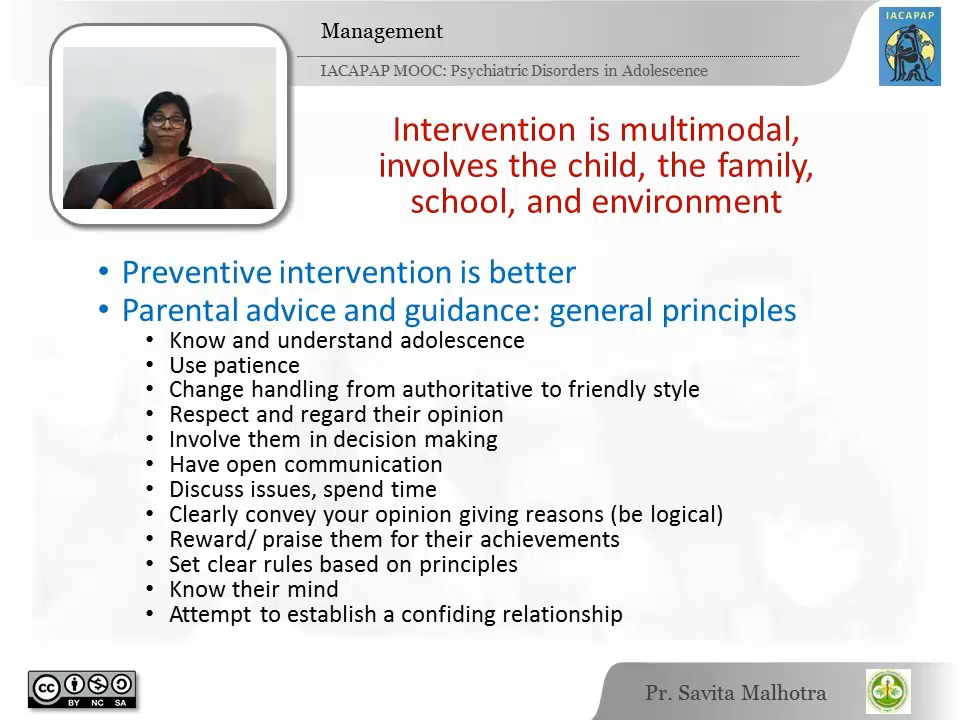 Management
IACAPAP MOOC: Psychiatric Disorders in Adolescence
IACAPAP
Intervention is multimodal,
involves the child, the family,
school, and environment
• Preventive intervention is better
• Parental advice and guidance: general principles
• Know and understand adolescence
• Use patience
• Change handling from authoritative to friendly style
• Respect and regard their opinion
• Involve them in decision making
• Have open communication
• Discuss issues, spend time
• Clearly convey your opinion giving reasons (be logical)
• Reward/ praise them for their achievements
• Set clear rules based on principles
• Know their mind
• Attempt to establish a confiding relationship
cc
BY NC SA
Pr. Savita Malhotra